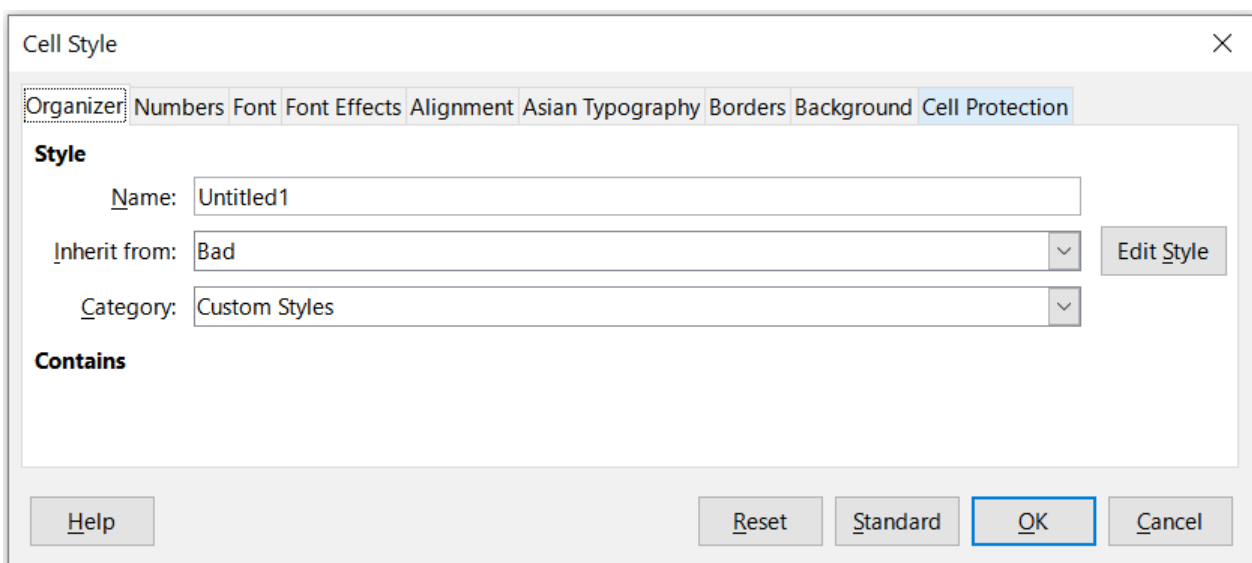 Cell Style
Organizer Numbers Font Font Effects Alignment Asian Typography Borders Background Cell Protection
Style
Name: Untitled1
Inherit from: Bad Edit Style
Category: Custom Styles
Contains
Help Reset Standard OK Cancel